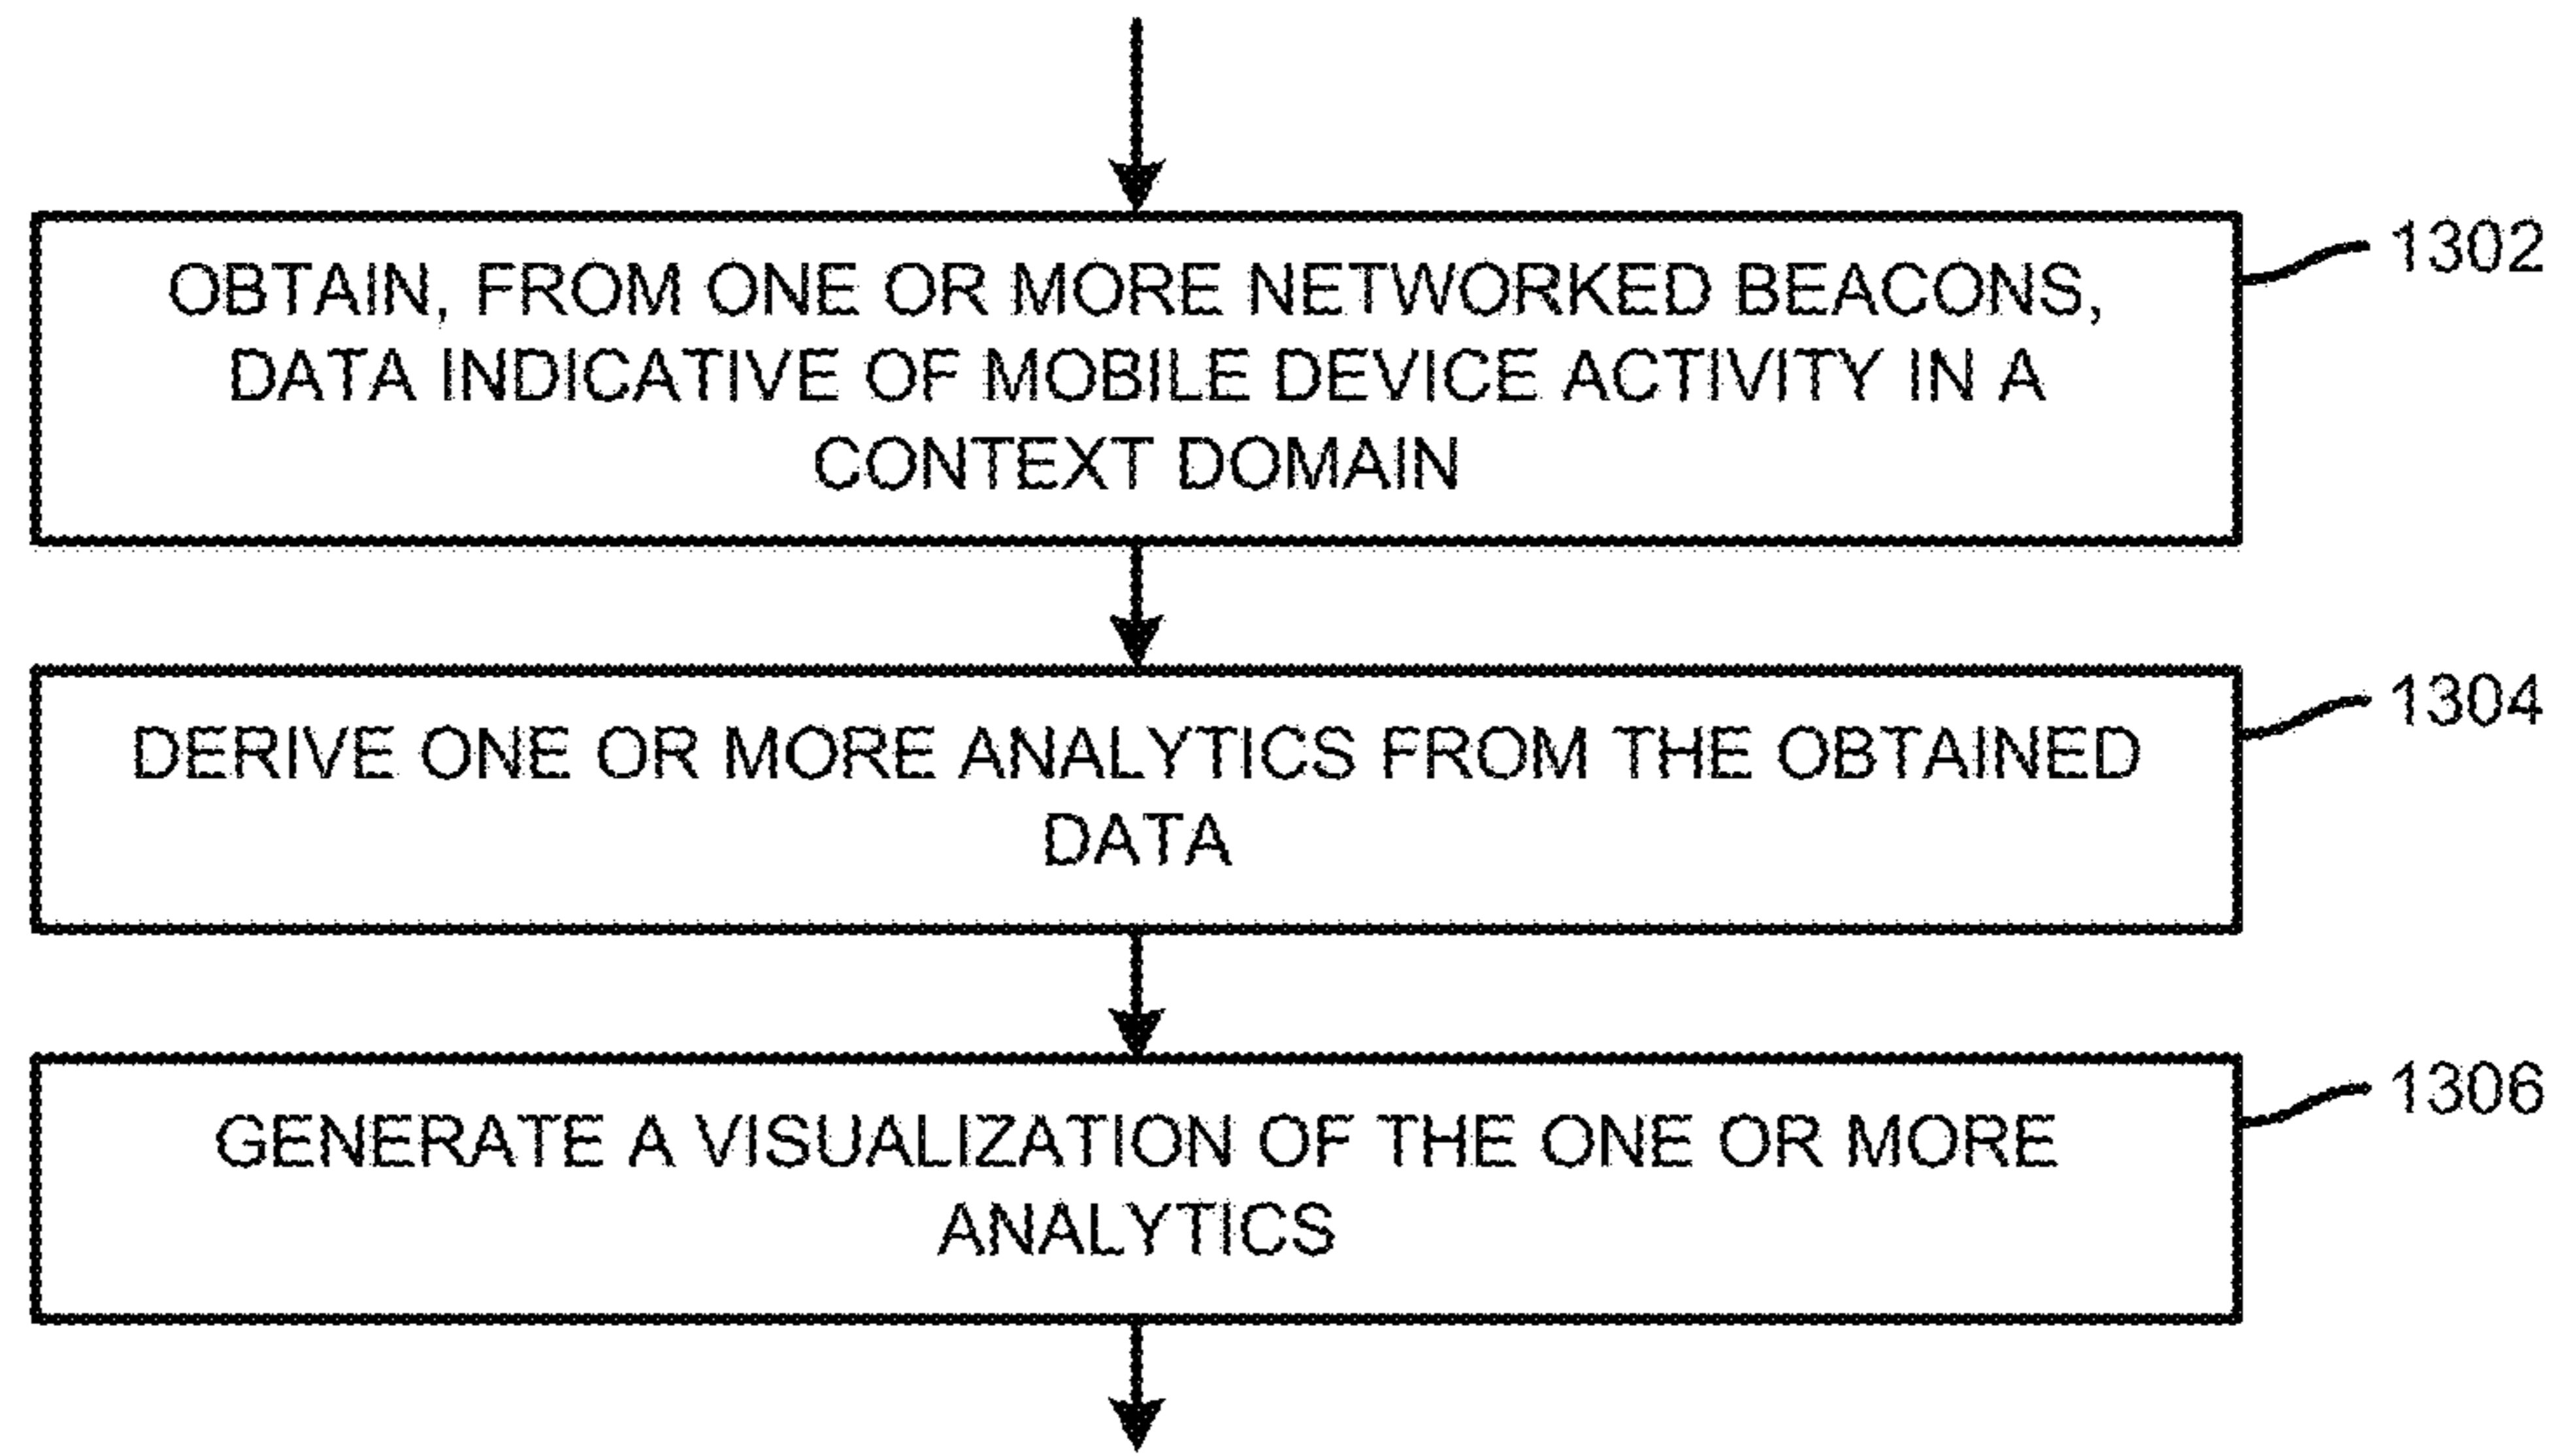 OBTAIN, FROM ONE OR MORE NETWORKED BEACONS,
DATA INDICATIVE OF MOBILE DEVICE ACTIVITY IN A
CONTEXT DOMAIN
1302
DERIVE ONE OR MORE ANALYTICS FROM THE OBTAINED
DATA
1304
GENERATE A VISUALIZATION OF THE ONE OR MORE
ANALYTICS
1306